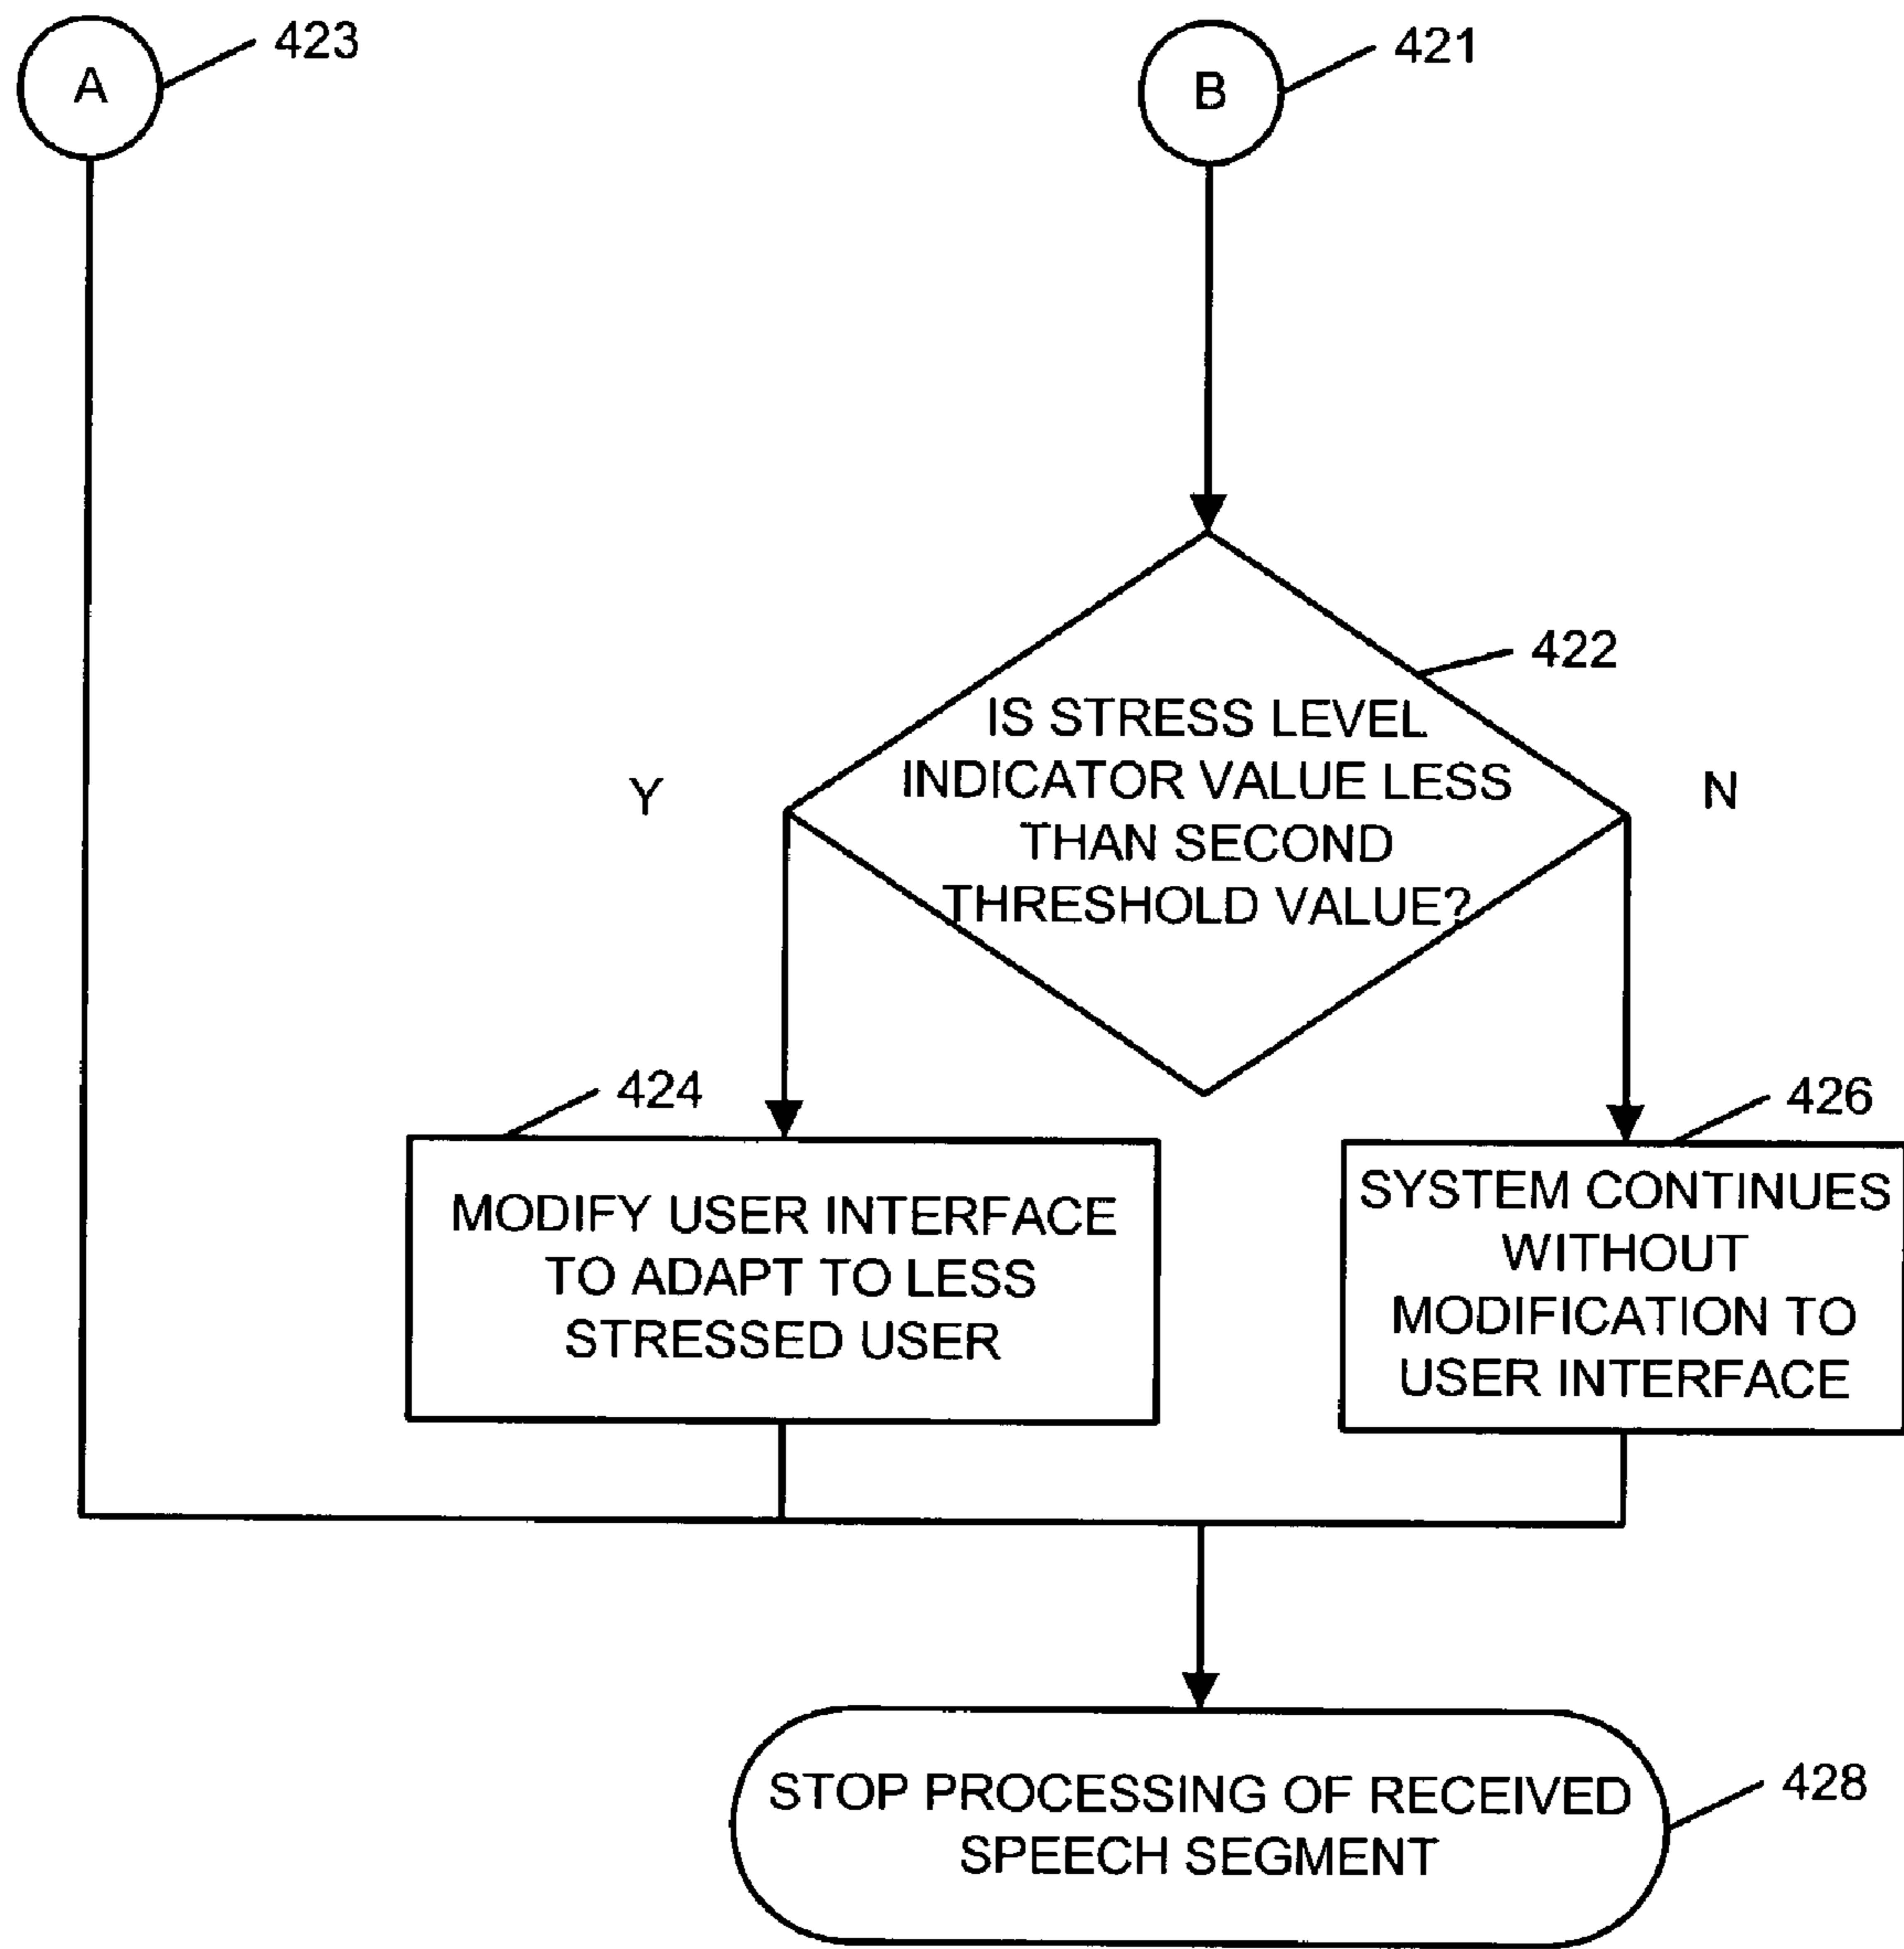 A
423
B
421
422
IS STRESS LEVEL
INDICATOR VALUE LESS
THAN SECOND
THRESHOLD VALUE?
Y
N
424
MODIFY USER INTERFACE
TO ADAPT TO LESS
STRESSED USER
426
SYSTEM CONTINUES
WITHOUT
MODIFICATION TO
USER INTERFACE
STOP PROCESSING OF RECEIVED
SPEECH SEGMENT
428